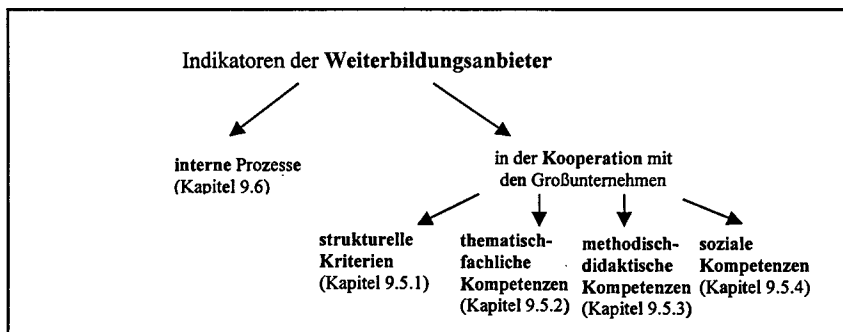 Indikatoren der Weiterbildungsanbieter
interne Prozesse
(Kapitel 9.6)
in der Kooperation mit
den Großunternehmen
strukturelle
Kriterien
(Kapitel 9.5.1)
thematisch-
fachliche
Kompetenzen
(Kapitel 9.5.2)
methodisch-
didaktische
Kompetenzen
(Kapitel 9.5.3)
soziale
Kompetenzen
(Kapitel 9.5.4)